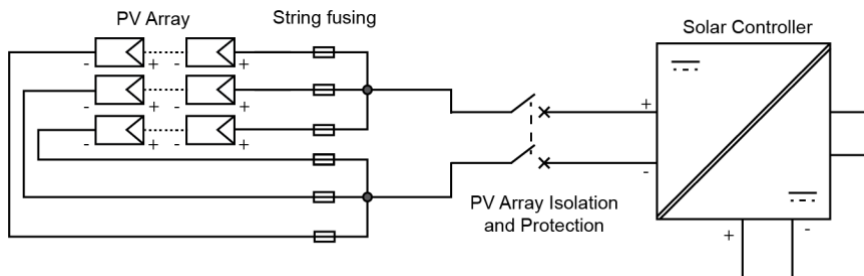 PV Array
String fusing
Solar Controller
- + - +
- + - +
- + - +
+
-
PV Array Isolation
and Protection
+ -